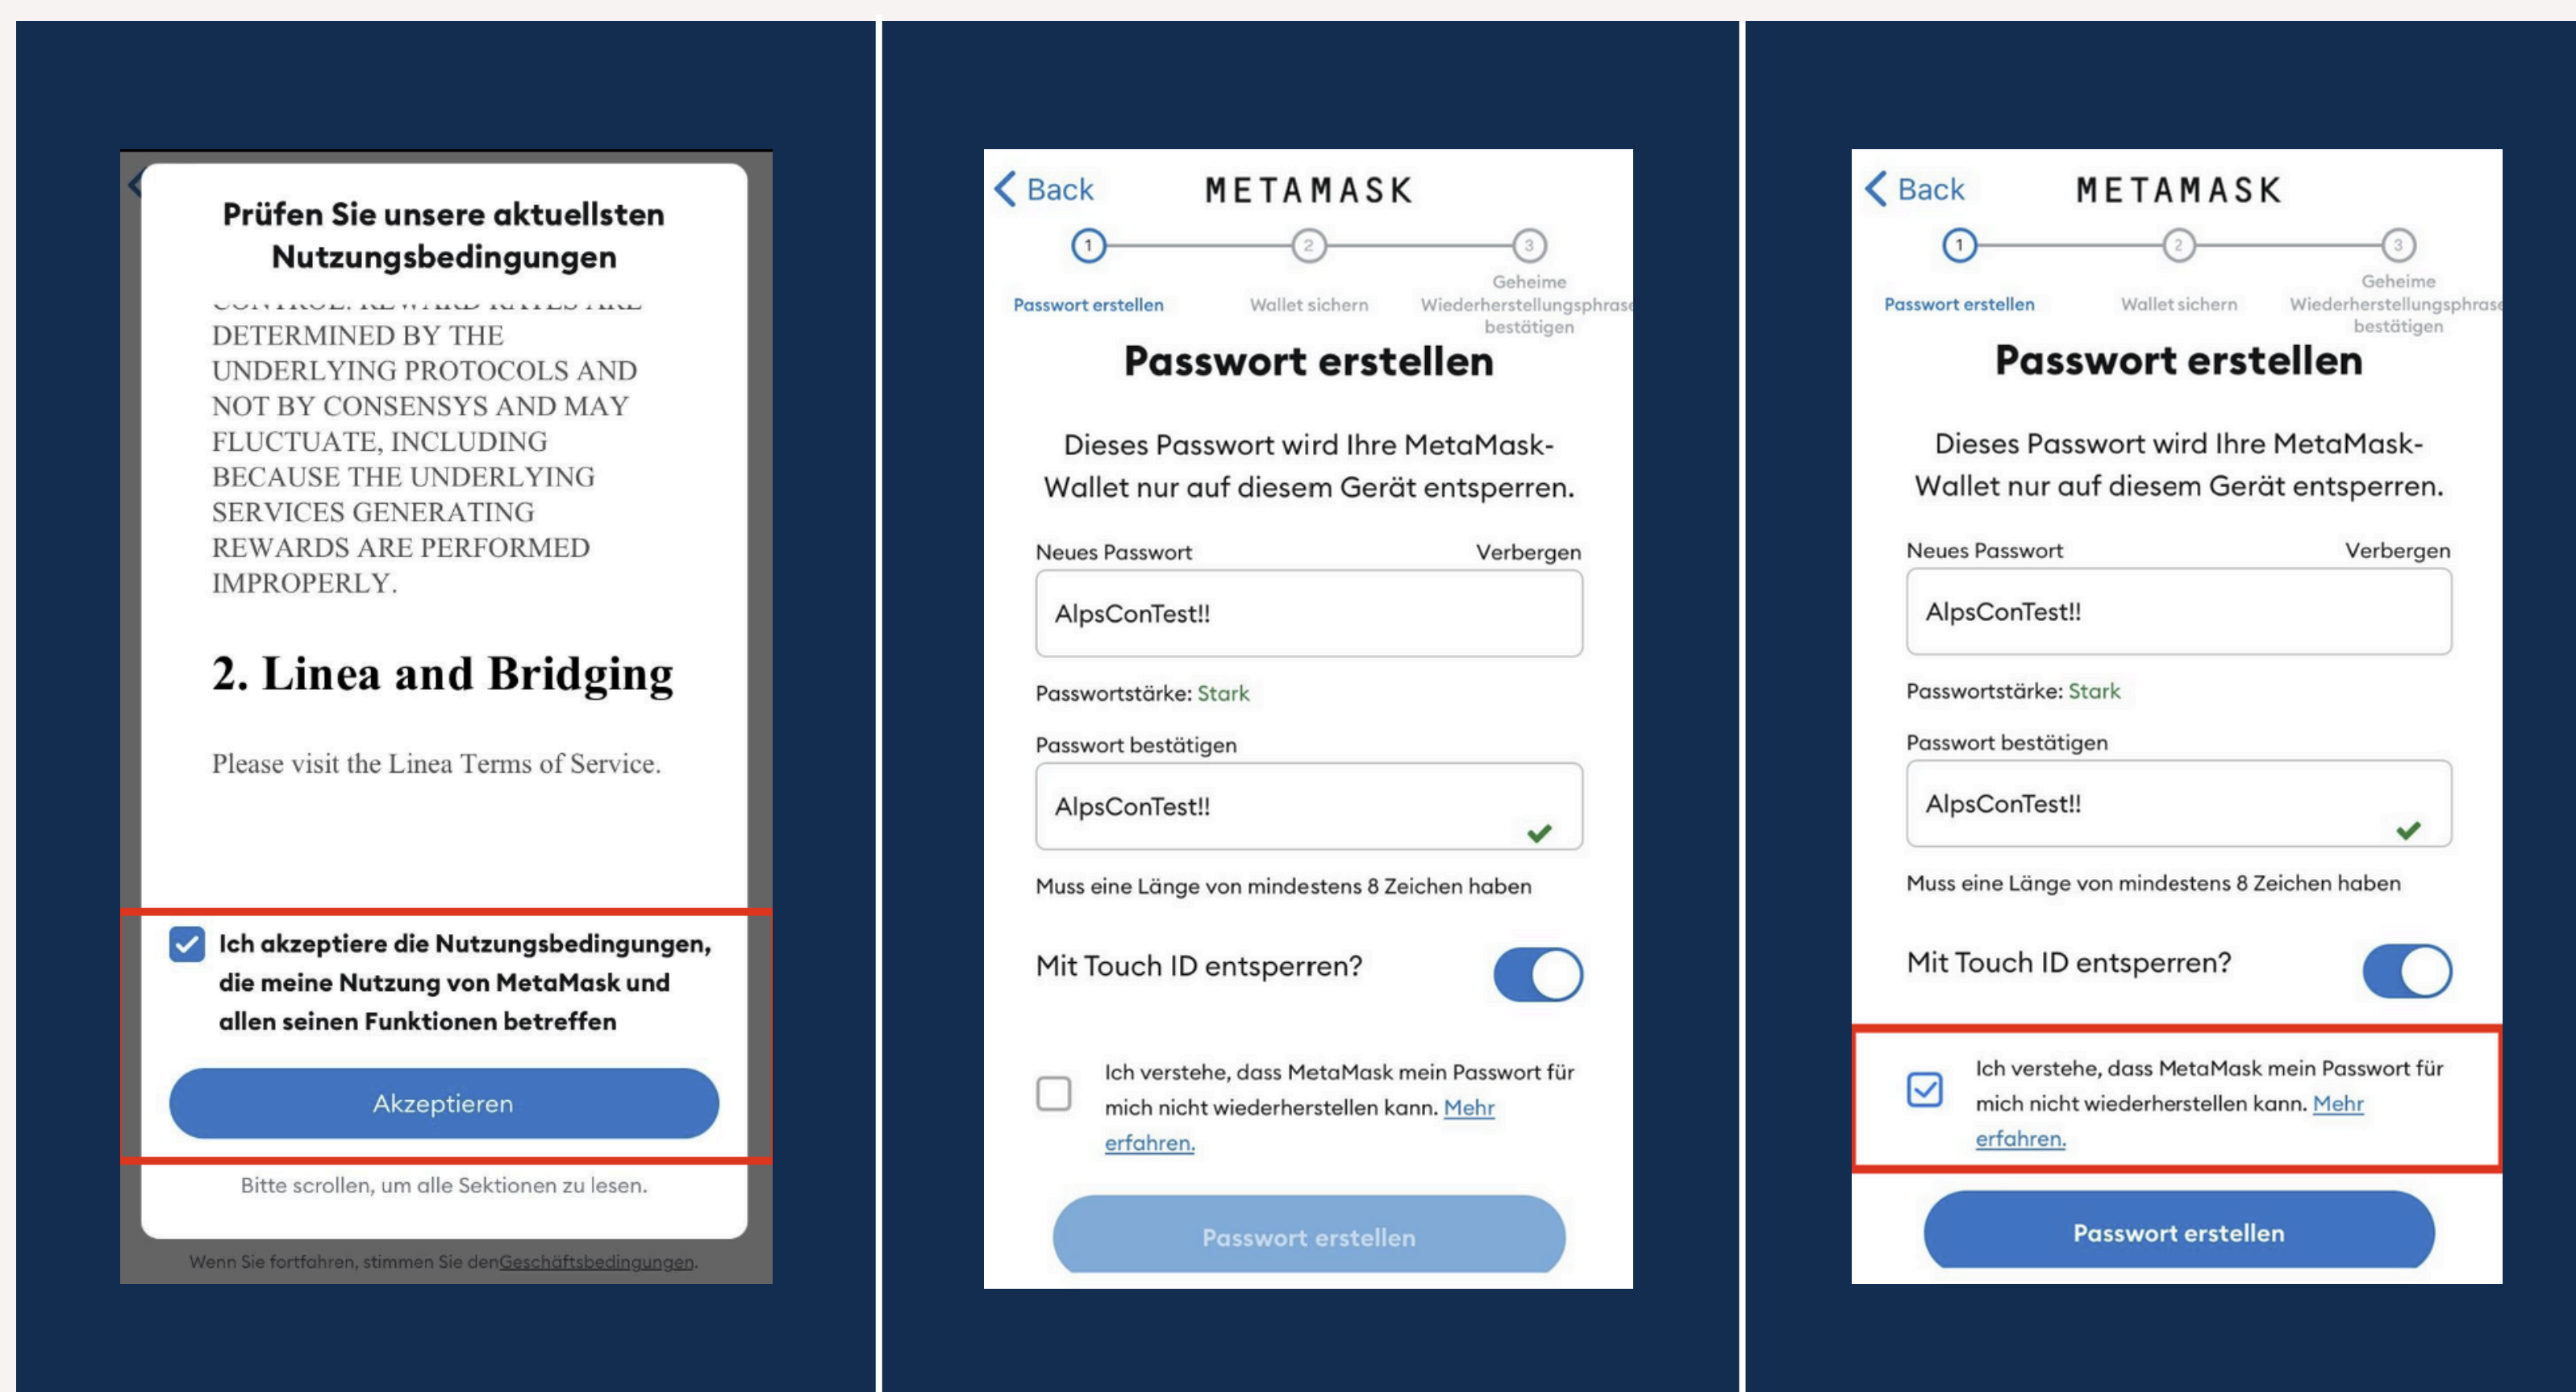 Prüfen Sie unsere aktuellsten
Nutzungsbedingungen
CONTROL. REWARD RATES ARE
DETERMINED BY THE
UNDERLYING PROTOCOLS AND
NOT BY CONSENSYS AND MAY
FLUCTUATE, INCLUDING
BECAUSE THE UNDERLYING
SERVICES GENERATING
REWARDS ARE PERFORMED
IMPROPERLY.
2. Linea and Bridging
Please visit the Linea Terms of Service.
Ich akzeptiere die Nutzungsbedingungen,
die meine Nutzung von MetaMask und
allen seinen Funktionen betreffen
Akzeptieren
Bitte scrollen, um alle Sektionen zu lesen.
Wenn Sie fortfahren, stimmen Sie denGeschäftsbedingungen.
Back METAMASK
1 2 3
Passwort erstellen
Wallet sichern
Geheime
Wiederherstellungsphrase
bestätigen
Passwort erstellen
Dieses Passwort wird Ihre MetaMask-
Wallet nur auf diesem Gerät entsperren.
Neues Passwort Verbergen
AlpsConTest!!
Passwortstärke: Stark
Passwort bestätigen
AlpsConTest!!
Muss eine Länge von mindestens 8 Zeichen haben
Mit Touch ID entsperren?
Ich verstehe, dass MetaMask mein Passwort für
mich nicht wiederherstellen kann. Mehr
erfahren.
Passwort erstellen
Back METAMASK
1 2 3
Passwort erstellen
Wallet sichern
Geheime
Wiederherstellungsphrase
bestätigen
Passwort erstellen
Dieses Passwort wird Ihre MetaMask-
Wallet nur auf diesem Gerät entsperren.
Neues Passwort Verbergen
AlpsConTest!!
Passwortstärke: Stark
Passwort bestätigen
AlpsConTest!!
Muss eine Länge von mindestens 8 Zeichen haben
Mit Touch ID entsperren?
Ich verstehe, dass MetaMask mein Passwort für
mich nicht wiederherstellen kann. Mehr
erfahren.
Passwort erstellen